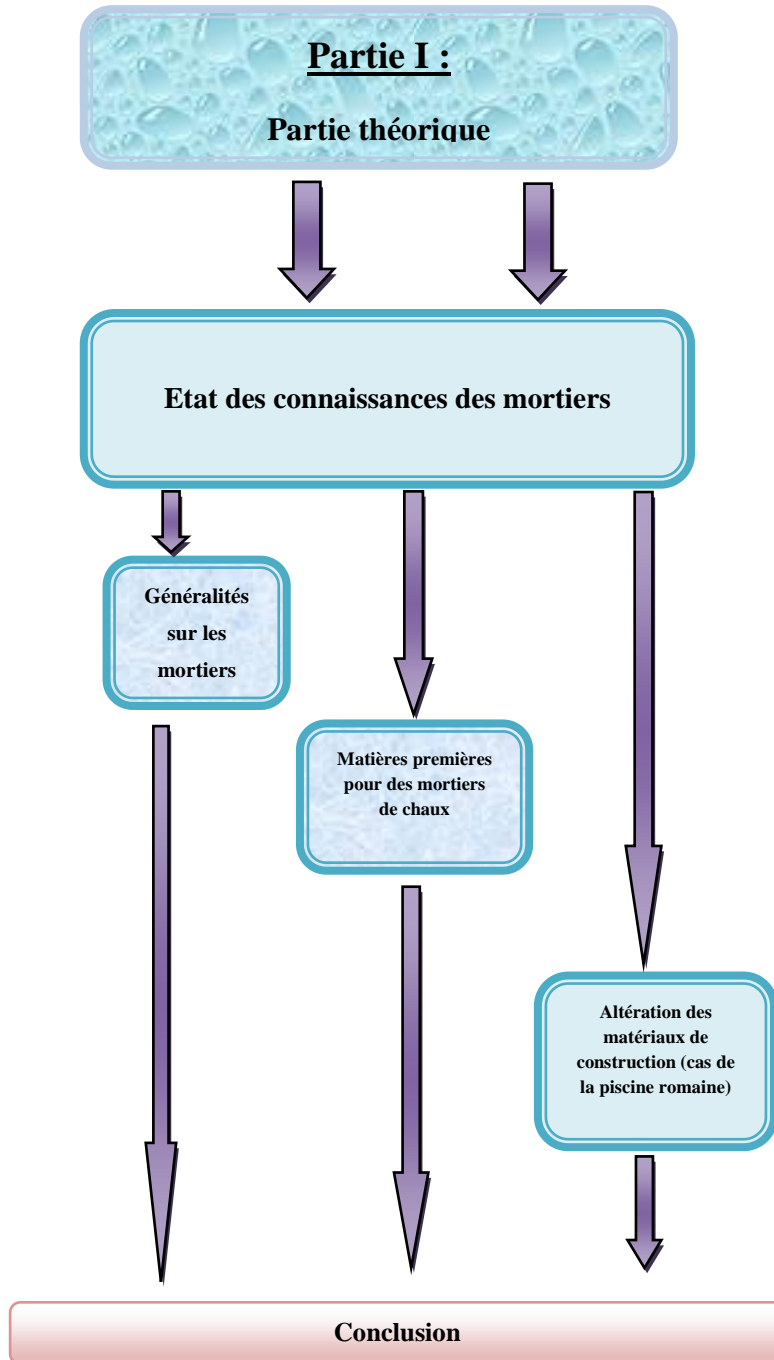 Partie I :
Partie théorique
Etat des connaissances des mortiers
Généralités
sur les
mortiers
Matières premières
pour des mortiers
de chaux
Altération des
matériaux de
construction (cas de
la piscine romaine)
Conclusion